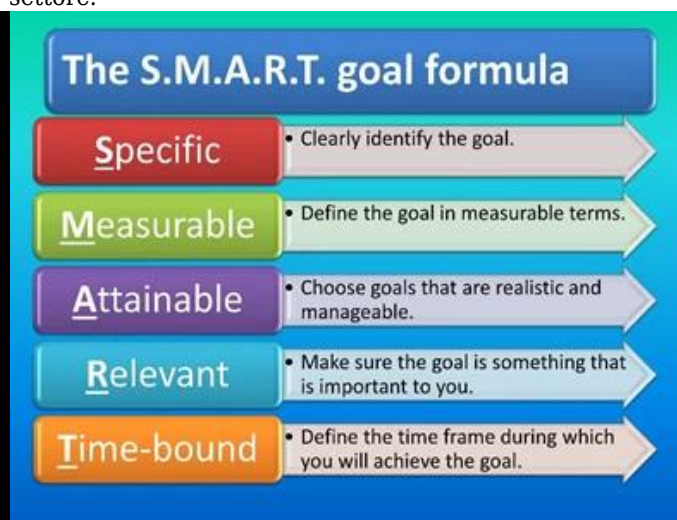 settore.
The S.M.A.R.T. goal formula
Specific
• Clearly identify the goal.
Measurable
• Define the goal in measurable terms.
Attainable
• Choose goals that are realistic and
manageable.
Relevant
• Make sure the goal is something that
is important to you.
Time-bound
• Define the time frame during which
you will achieve the goal.